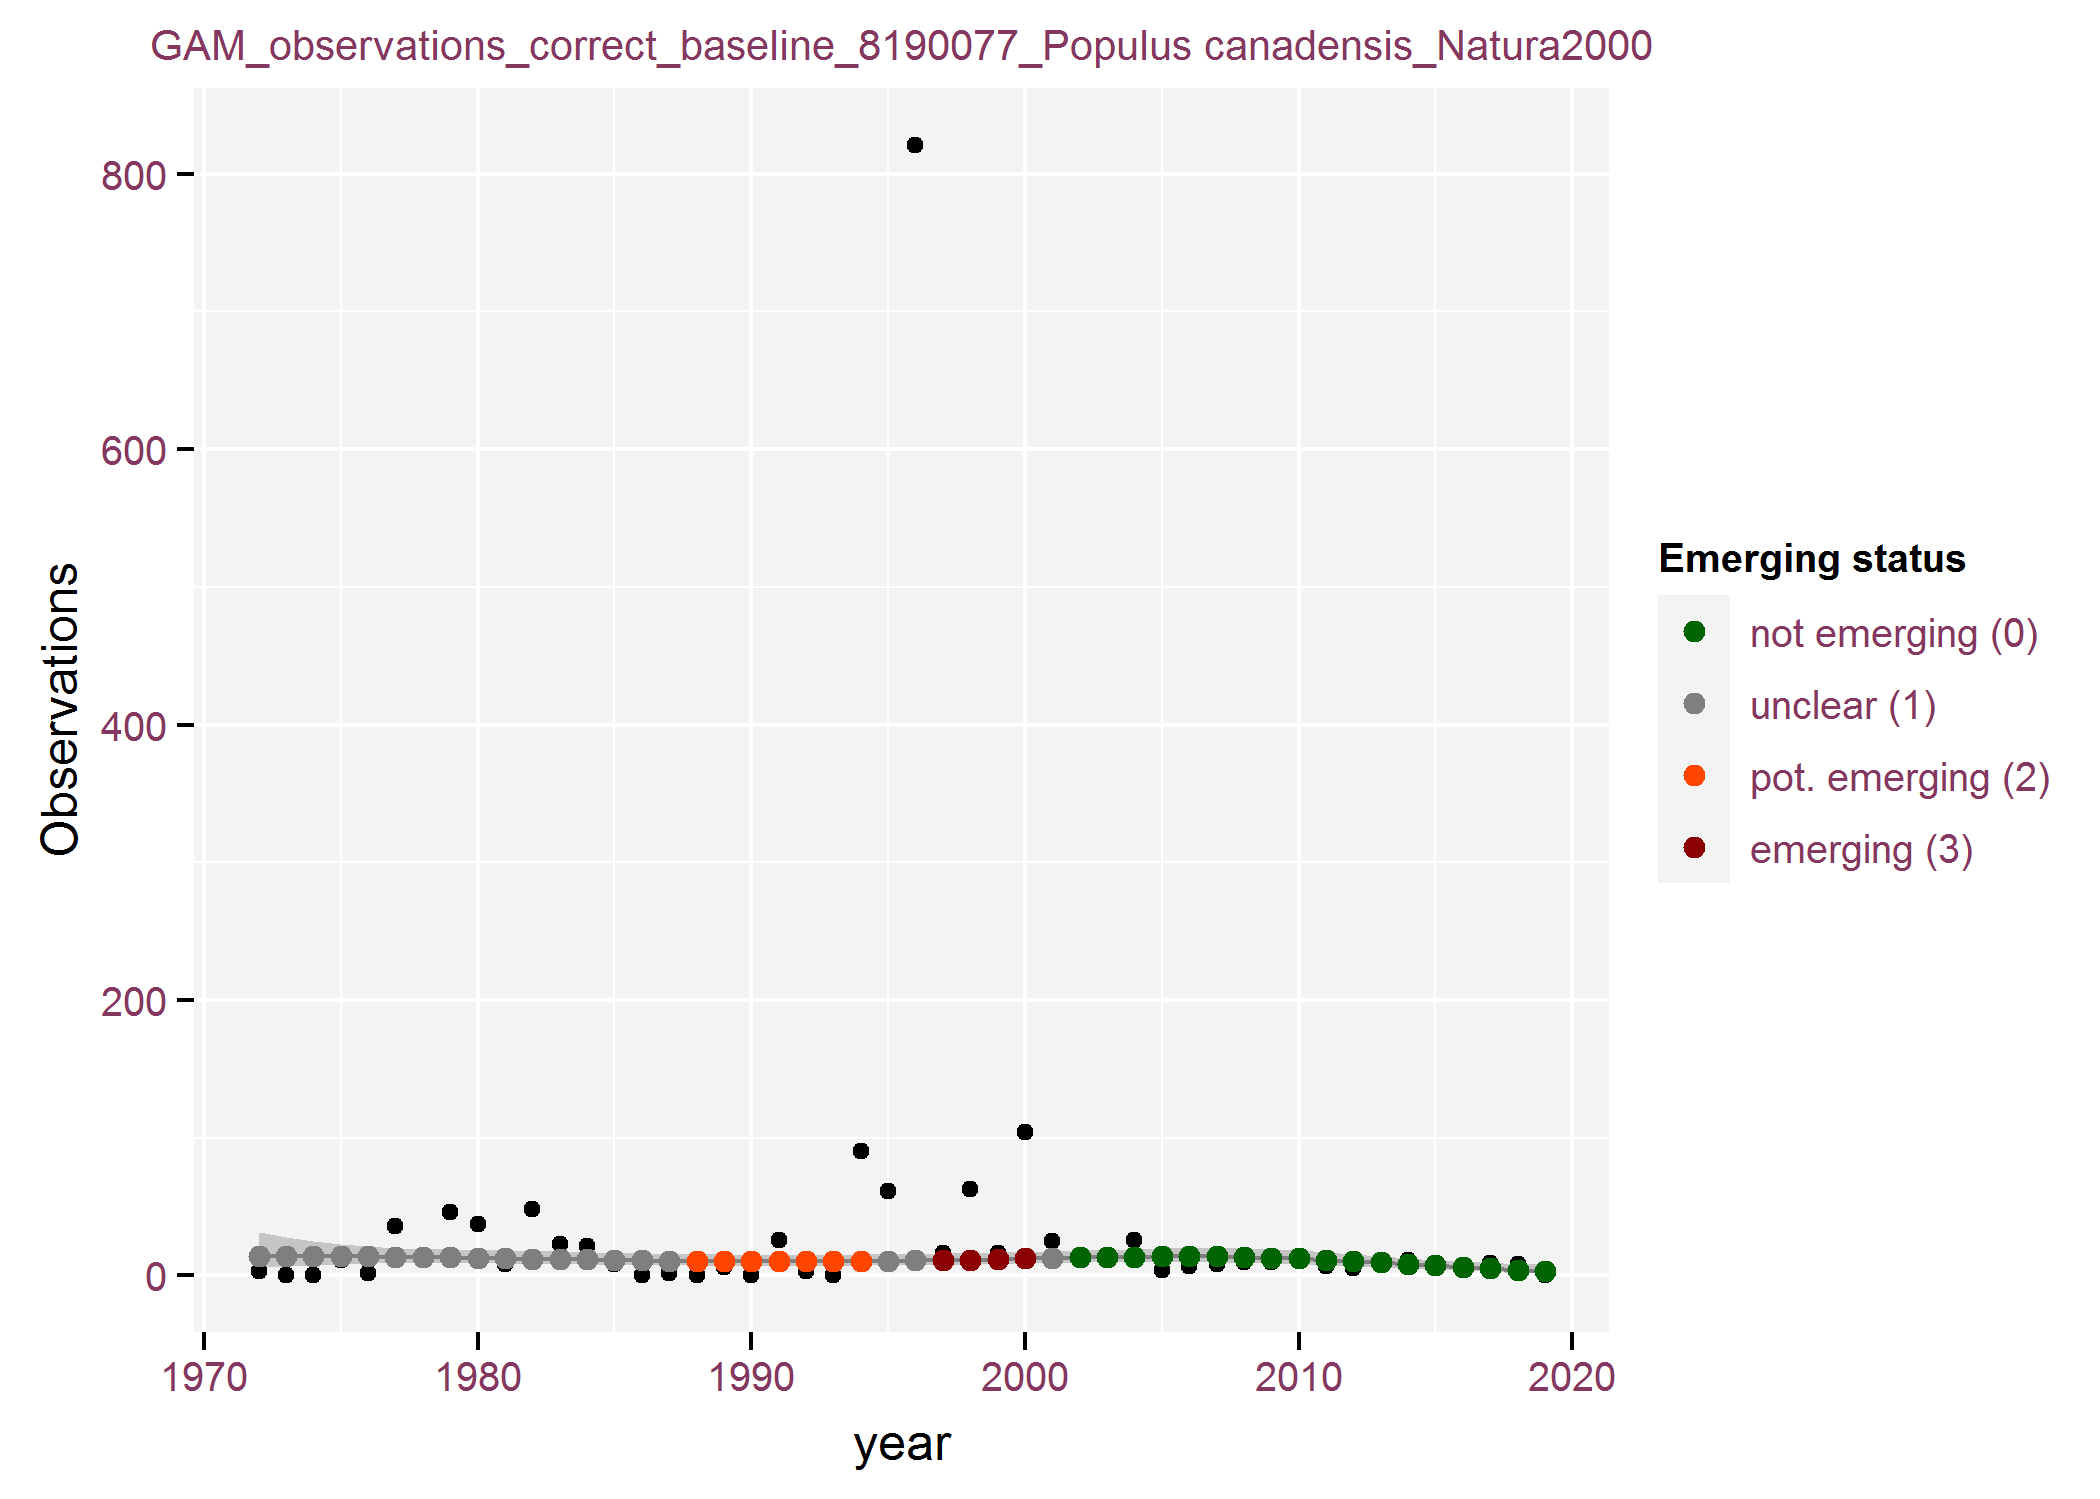 GAM_observations_correct_baseline_8190077_Populus canadensis_Natura2000
800
600
400
200
0
Observations
1970
1980
1990
2000
2010
2020
year
Emerging status
not emerging (0)
unclear (1)
pot. emerging (2)
emerging (3)